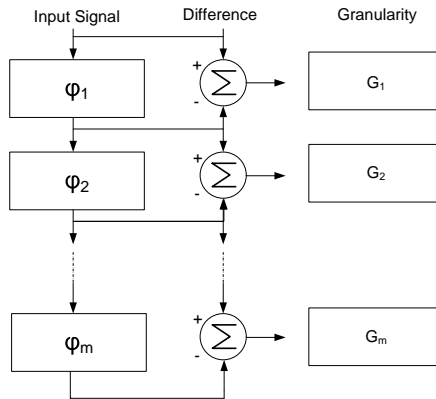 Input Signal Difference Granularity
φ₁ + Σ - G₁
φ₂ + Σ - G₂
φₘ + Σ - Gₘ